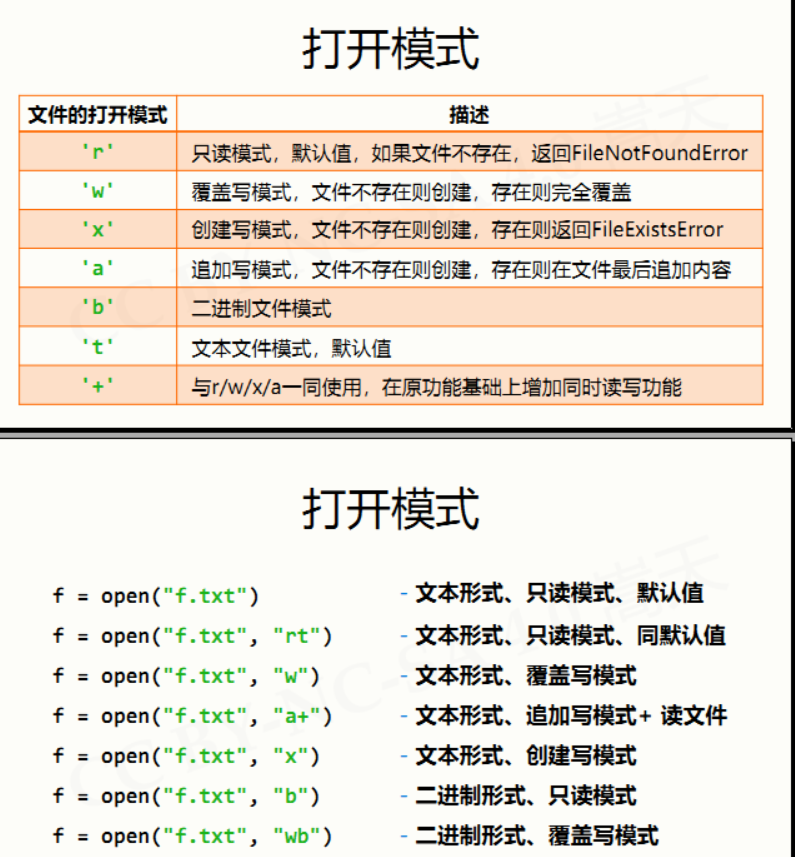 打开模式
文件的打开模式 描述
'r' 只读模式，默认值，如果文件不存在，返回FileNotFoundError
'w' 覆盖写模式，文件不存在则创建，存在则完全覆盖
'x' 创建写模式，文件不存在则创建，存在则返回FileExistsError
'a' 追加写模式，文件不存在则创建，存在则在文件最后追加内容
'b' 二进制文件模式
't' 文本文件模式，默认值
'+' 与r/w/x/a一同使用，在原功能基础上增加同时读写功能
打开模式
f = open("f.txt") - 文本形式、只读模式、默认值
f = open("f.txt", "rt") - 文本形式、只读模式、同默认值
f = open("f.txt", "w") - 文本形式、覆盖写模式
f = open("f.txt", "a+") - 文本形式、追加写模式+ 读文件
f = open("f.txt", "x") - 文本形式、创建写模式
f = open("f.txt", "b") - 二进制形式、只读模式
f = open("f.txt", "wb") - 二进制形式、覆盖写模式